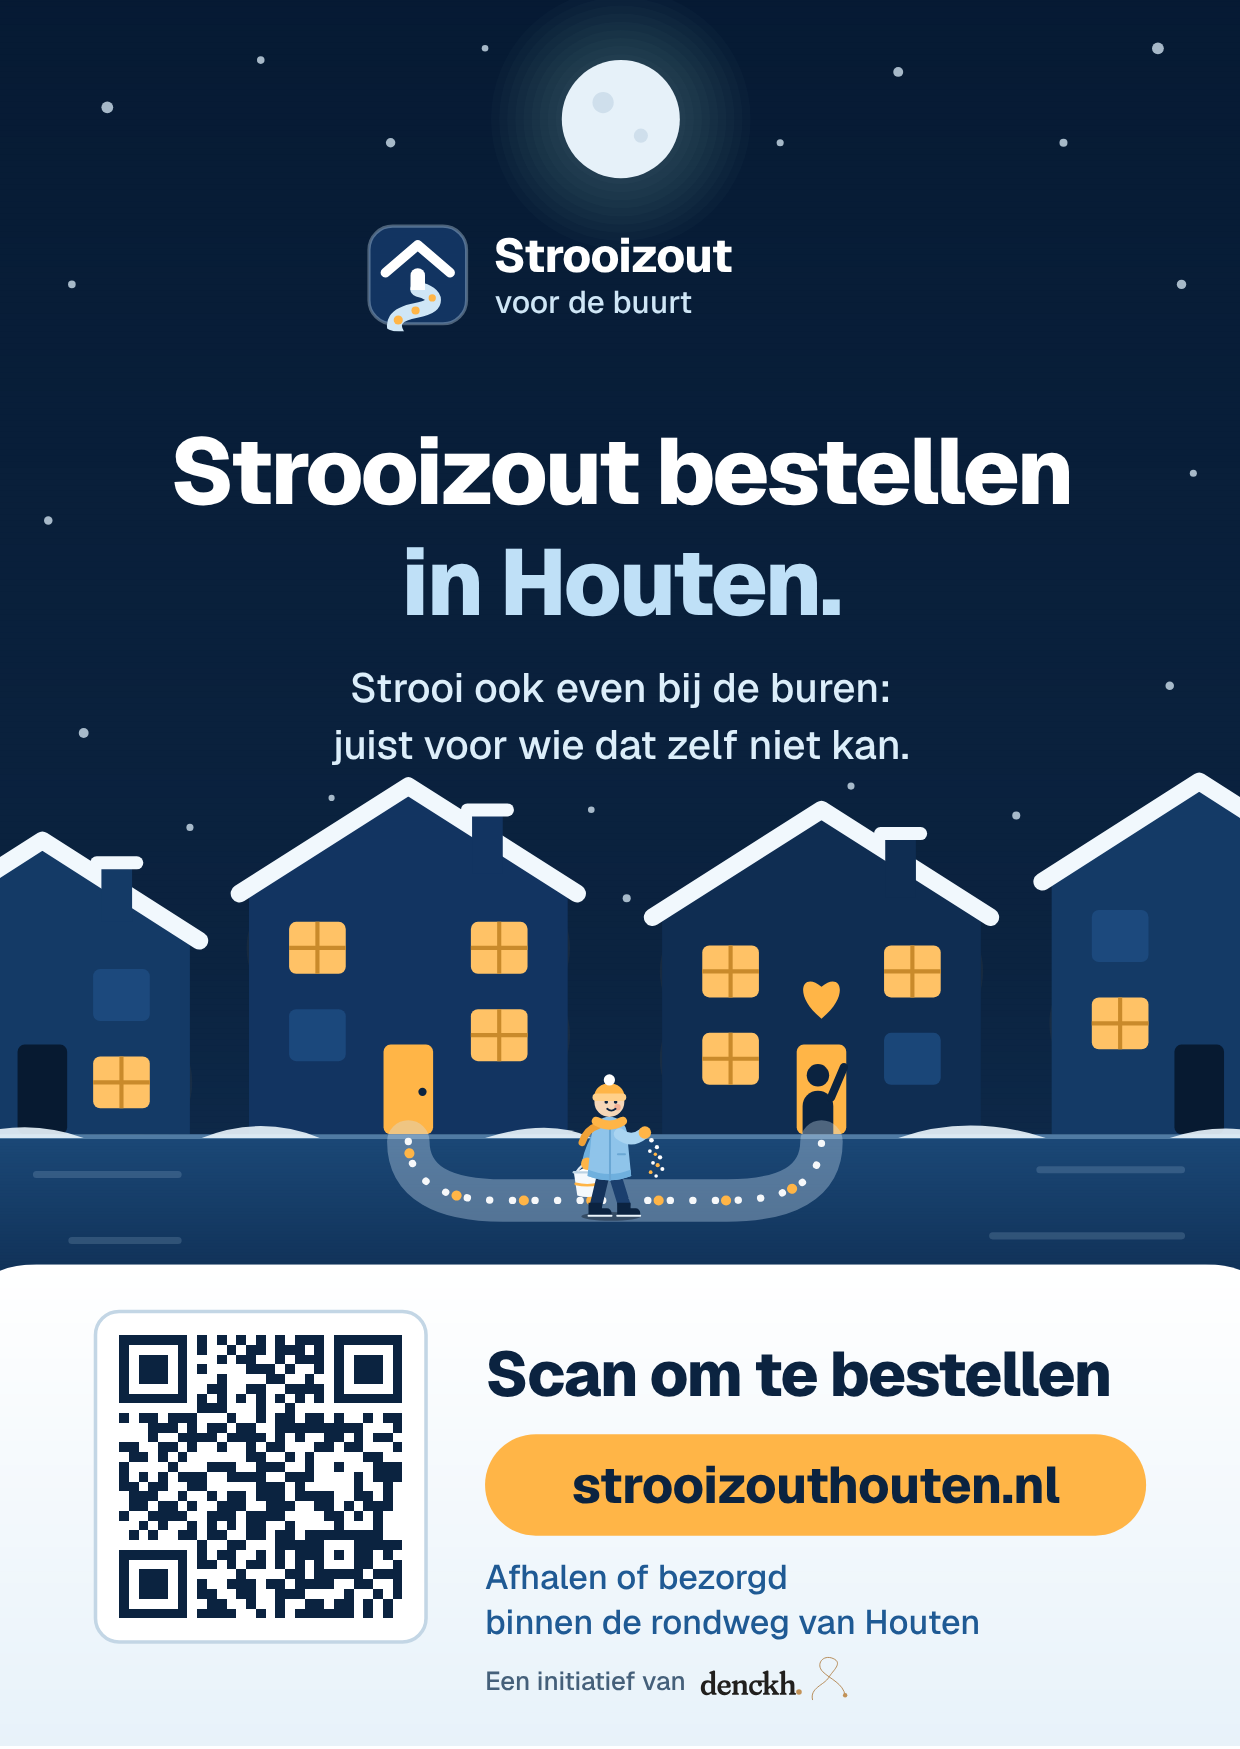 Strooizout
voor de buurt
Strooizout bestellen
in Houten.
Strooi ook even bij de buren:
juist voor wie dat zelf niet kan.
Scan om te bestellen
strooizouthouten.nl
Afhalen of bezorgd
binnen de rondweg van Houten
Een initiatief van denckh.